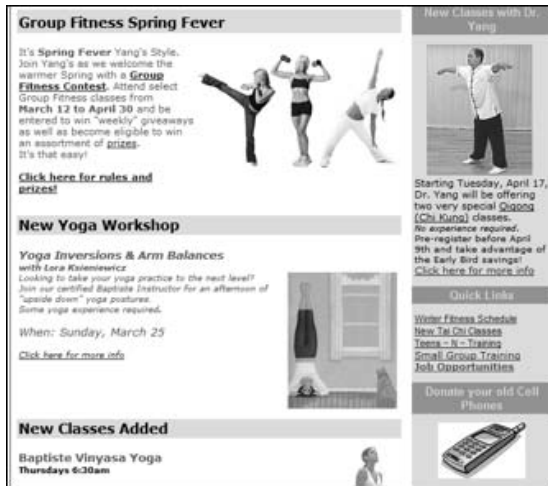 Group Fitness Spring Fever
It's Spring Fever Yang's Style.
Join Yang's as we welcome the
warmer Spring with a Group
Fitness Contest. Attend select
Group Fitness classes from
March 12 to April 30 and be
entered to win "weekly" giveaways
as well as become eligible to win
an assortment of prizes.
It's that easy!
Click here for rules and
prizes!
New Yoga Workshop
Yoga Inversions & Arm Balances
with Lora Ksieniewicz
Looking to take your yoga practice to the next level?
Join our certified Baptiste Instructor for an afternoon of
"upside down" yoga postures.
Some yoga experience required.
When: Sunday, March 25
Click here for more info
New Classes Added
Baptiste Vinyasa Yoga
Thursdays 6:30am
New Classes with Dr.
Yang
Starting Tuesday, April 17,
Dr. Yang will be offering
two very special Qigong
(Chi Kung) classes.
No experience required.
Pre-register before April
9th and take advantage of
the Early Bird savings!
Click here for more info
Quick Links
Winter Fitness Schedule
New Tai Chi Classes
Teens - N - Training
Small Group Training
Job Opportunities
Donate your old Cell
Phones